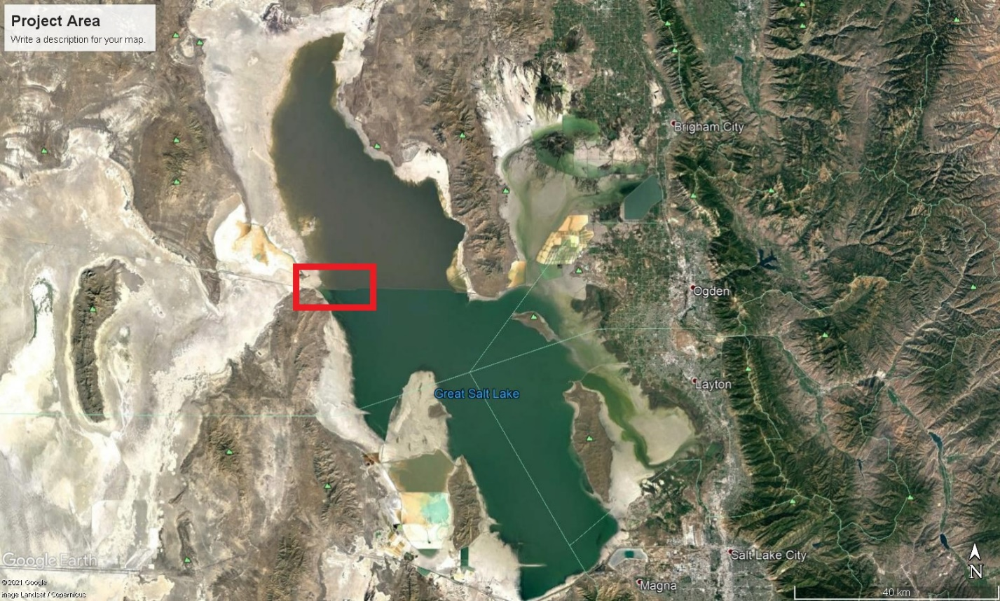 Project Area
Write a description for your map.
Brigham City
Ogden
Layton
Great Salt Lake
Salt Lake City
Magna
Google Earth
©2021 Google
Image Landsat / Copernicus
N
40 km